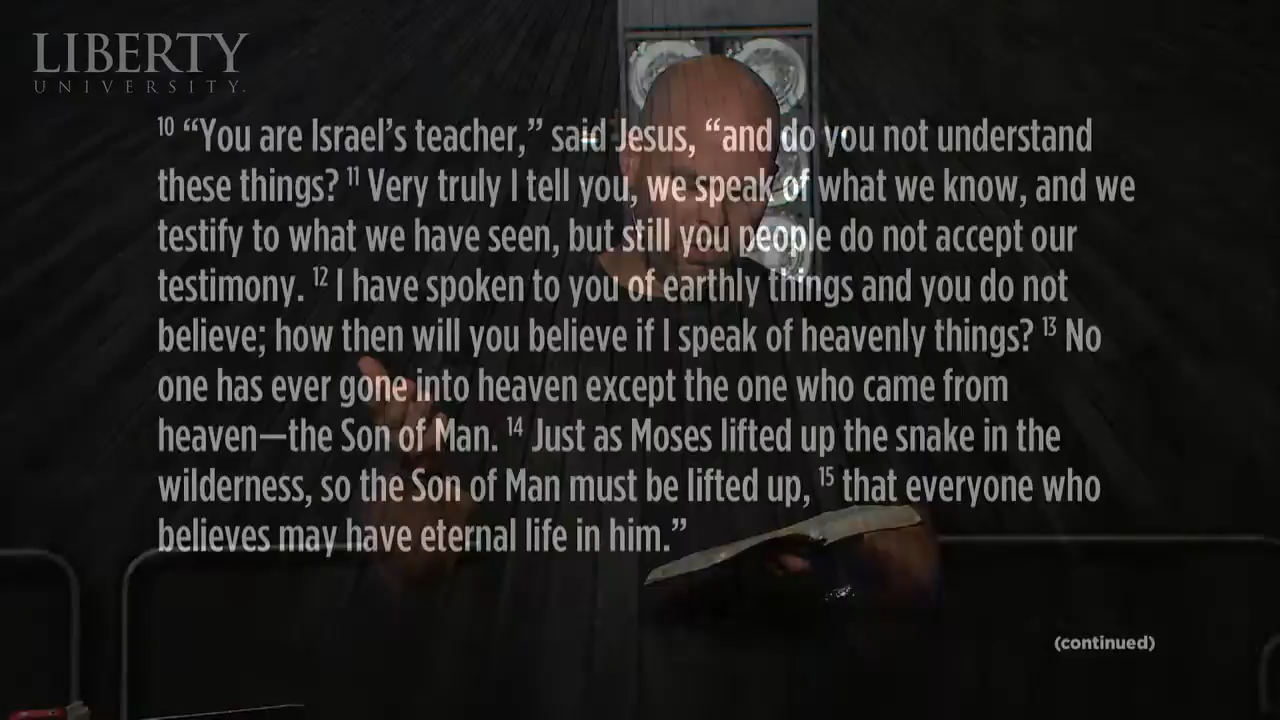 LIBERTY
UNIVERSITY.
10 “You are Israel’s teacher,” said Jesus, “and do you not understand
these things? 11 Very truly I tell you, we speak of what we know, and we
testify to what we have seen, but still you people do not accept our
testimony. 12 I have spoken to you of earthly things and you do not
believe; how then will you believe if I speak of heavenly things? 13 No
one has ever gone into heaven except the one who came from
heaven—the Son of Man. 14 Just as Moses lifted up the snake in the
wilderness, so the Son of Man must be lifted up, 15 that everyone who
believes may have eternal life in him.”
(continued)